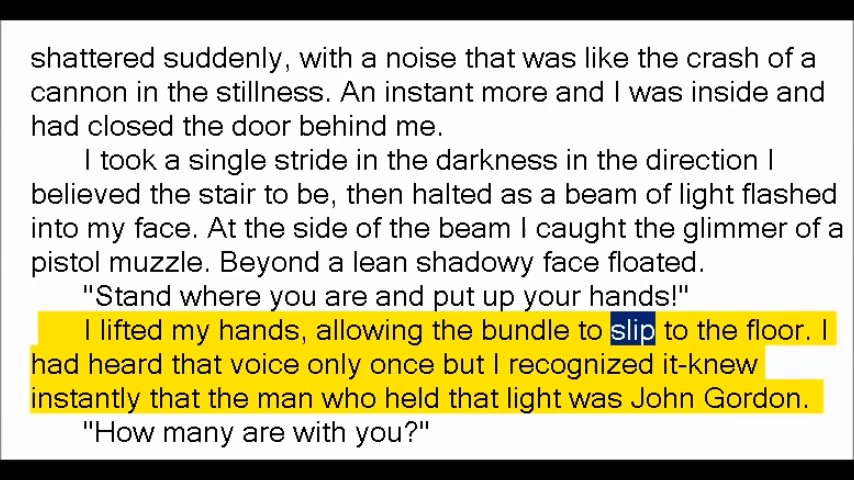 shattered suddenly, with a noise that was like the crash of a
cannon in the stillness. An instant more and I was inside and
had closed the door behind me.
I took a single stride in the darkness in the direction I
believed the stair to be, then halted as a beam of light flashed
into my face. At the side of the beam I caught the glimmer of a
pistol muzzle. Beyond a lean shadowy face floated.
"Stand where you are and put up your hands!"
I lifted my hands, allowing the bundle to slip to the floor. I
had heard that voice only once but I recognized it-knew
instantly that the man who held that light was John Gordon.
"How many are with you?"